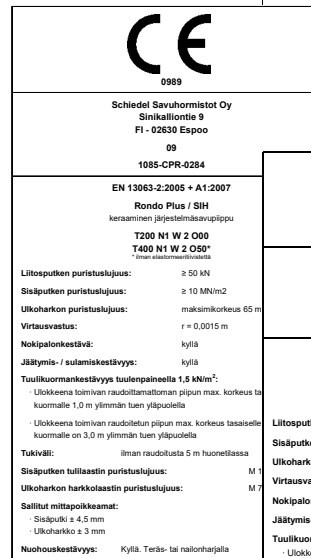 CE
0989
Schiedel Savuhormistot Oy
Sinikalliontie 9
FI - 02630 Espoo
09
1085-CPR-0284
EN 13063-2:2005 + A1:2007
Rondo Plus / SIH
keraaminen järjestelmäsavupiippu
T200 N1 W 2 O00
T400 N1 W 2 O50*
* ilman elastomeeritiivistettä
Liitosputken puristuslujuus: ≥ 50 kN
Sisäputken puristuslujuus: ≥ 10 MN/m2
Ulkoharkon puristuslujuus: maksimikorkeus 65 m
Virtausvastus: r = 0,0015 m
Nokipalonkestävä: kyllä
Jäätymis- / sulamiskestävyys: kyllä
Tuulikuormankestävyys tuulenpaineella 1,5 kN/m²:
· Ulkokeena toimivan raudoittamattoman piipun max. korkeus ta
kuormalle 1,0 m ylimmän tuen yläpuolella
· Ulkokeena toimivan raudoitetun piipun max. korkeus tasaiselle
kuormalle on 3,0 m ylimmän tuen yläpuolella
Tukiväli: ilman raudoitusta 5 m huonetilassa
Sisäputken tulilaastin puristuslujuus: M 1
Ulkoharkon harkkolaastin puristuslujuus: M 7
Sallitut mittapoikkeamat:
· Sisäputki ± 4,5 mm
· Ulkoharkko ± 3 mm
Nuohouskestävyys: Kyllä. Teräs- tai nailonharjalla
Liitosput
Sisäputke
Ulkohark
Virtausva
Nokipalon
Jäätymis-
Tuulikuor
· Ulokke